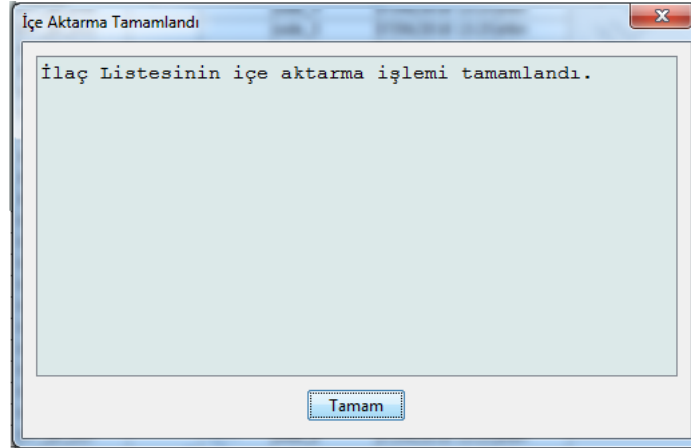 İçe Aktarma Tamamlandı
İlaç Listesinin içe aktarma işlemi tamamlandı.
Tamam